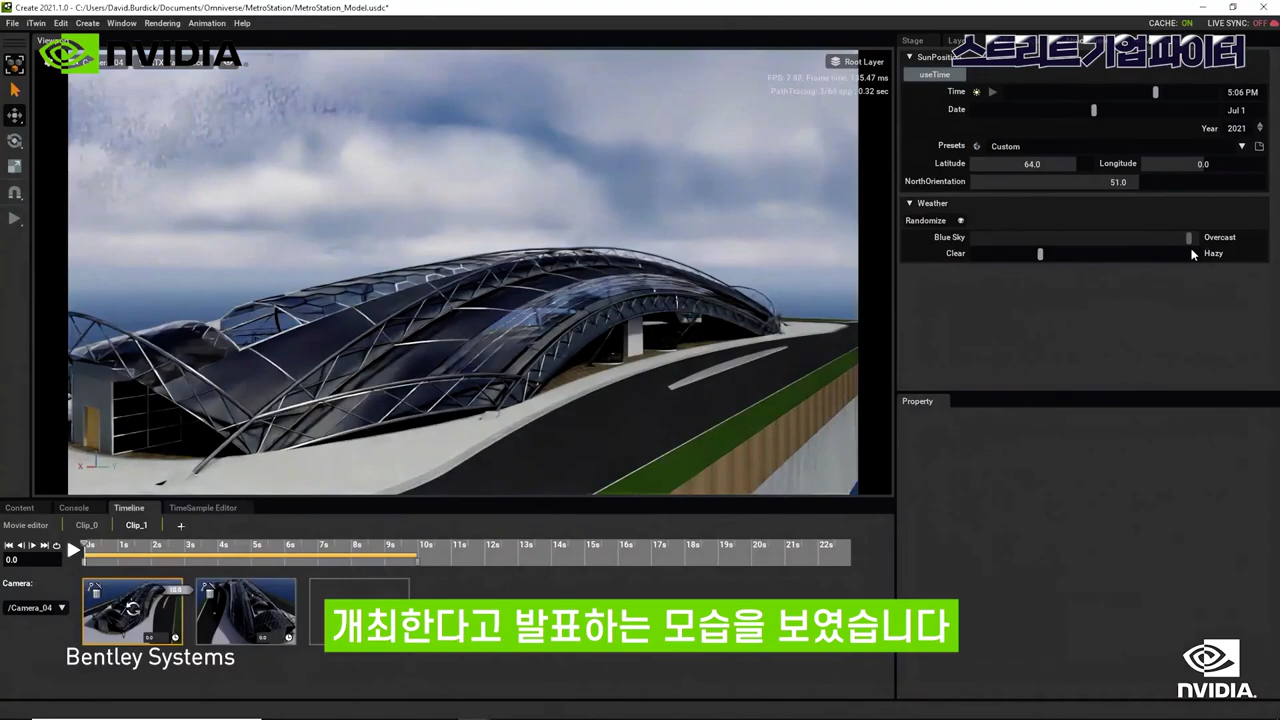 Create 2021.1.0 - C:/Users/David.Burdick/Documents/Omniverse/MetroStation/MetroStation_Model.usdc*
File iTwin Edit Create Window Rendering Animation Help
CACHE: ON LIVE SYNC: OFF
NVIDIA
스트리트기업파이터
Root Layer
Stage
SunPosition
useTime
Time 5:06 PM
Date Jul 1
Year 2021
Presets Custom
Latitude 64.0 Longitude 0.0
NorthOrientation 51.0
Weather
Randomize
Blue Sky Overcast
Clear Hazy
Property
X Y
Content Console Timeline TimeSample Editor
Movie editor Clip_0 Clip_1 +
0s 1s 2s 3s 4s 5s 6s 7s 8s 9s 10s 11s 12s 13s 14s 15s 16s 17s 18s 19s 20s 21s 22s
0.0
Camera:
/Camera_04
10.0
0.0 0.0
개최한다고 발표하는 모습을 보였습니다
Bentley Systems
NVIDIA.